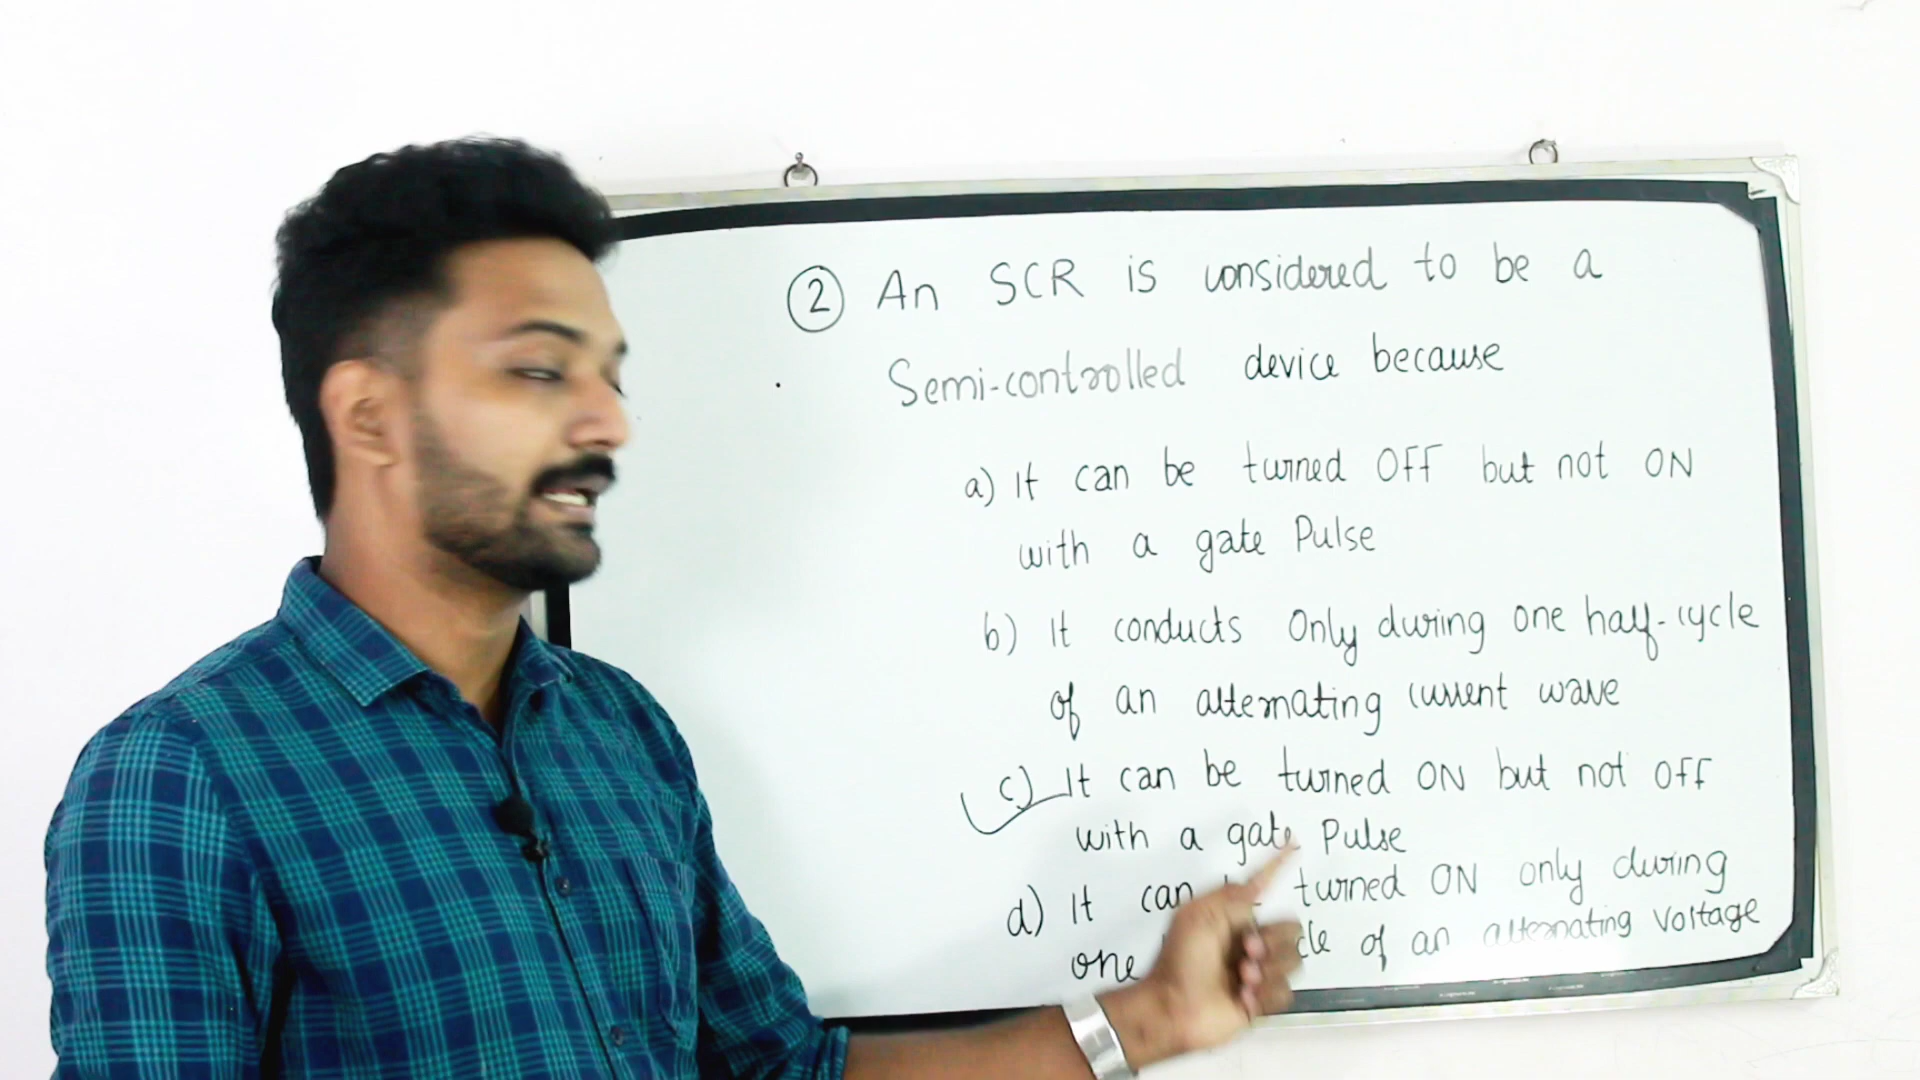 2 An SCR is considered to be a
Semi-controlled device because
a) It can be turned OFF but not ON
with a gate Pulse
b) It conducts Only during one half-cycle
of an alternating current wave
c) It can be turned ON but not OFF
with a gate Pulse
d) It can turned ON only during
one of an alternating voltage